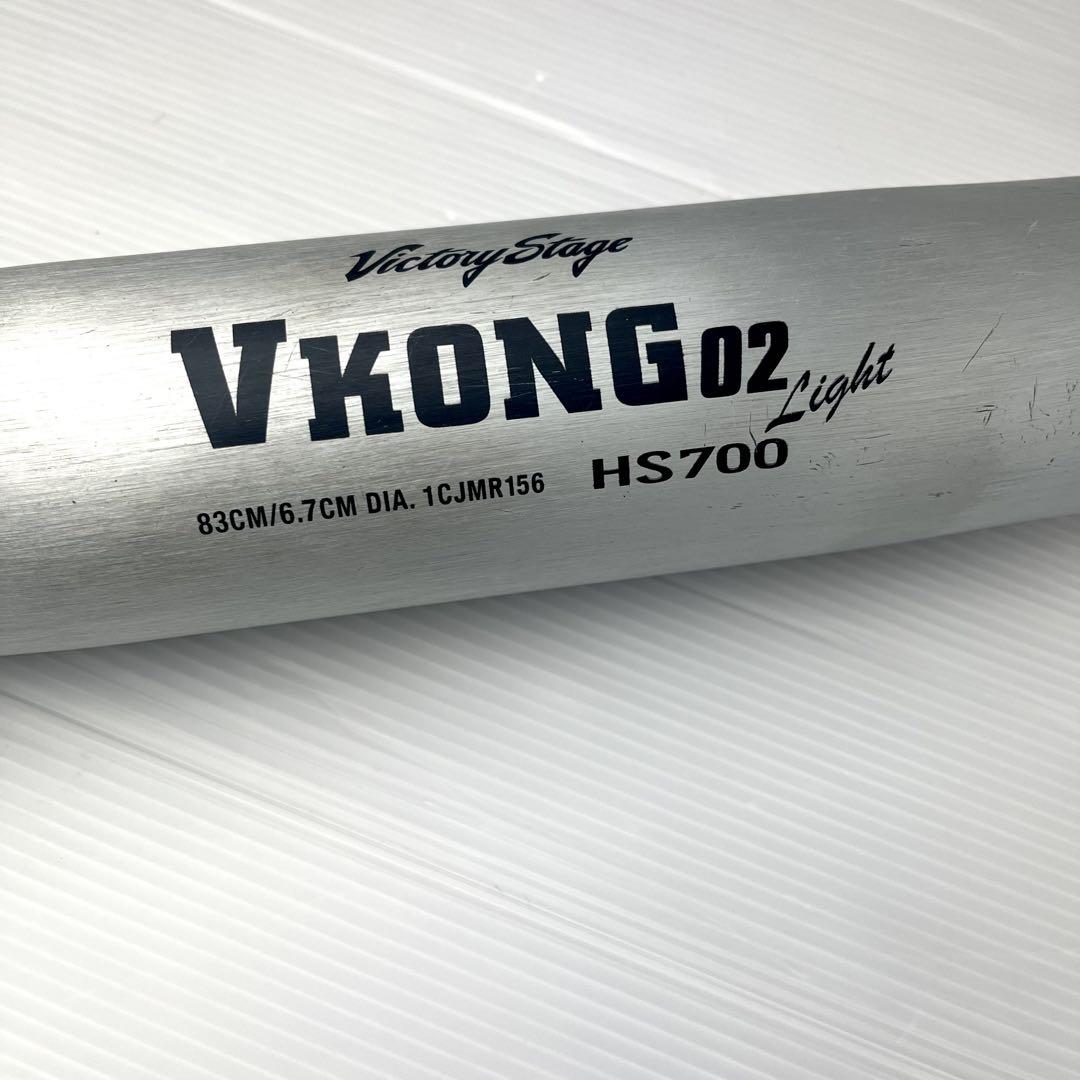 Victory Stage
VKONG02 Light
HS700
83CM/6.7CM DIA. 1CJMR156